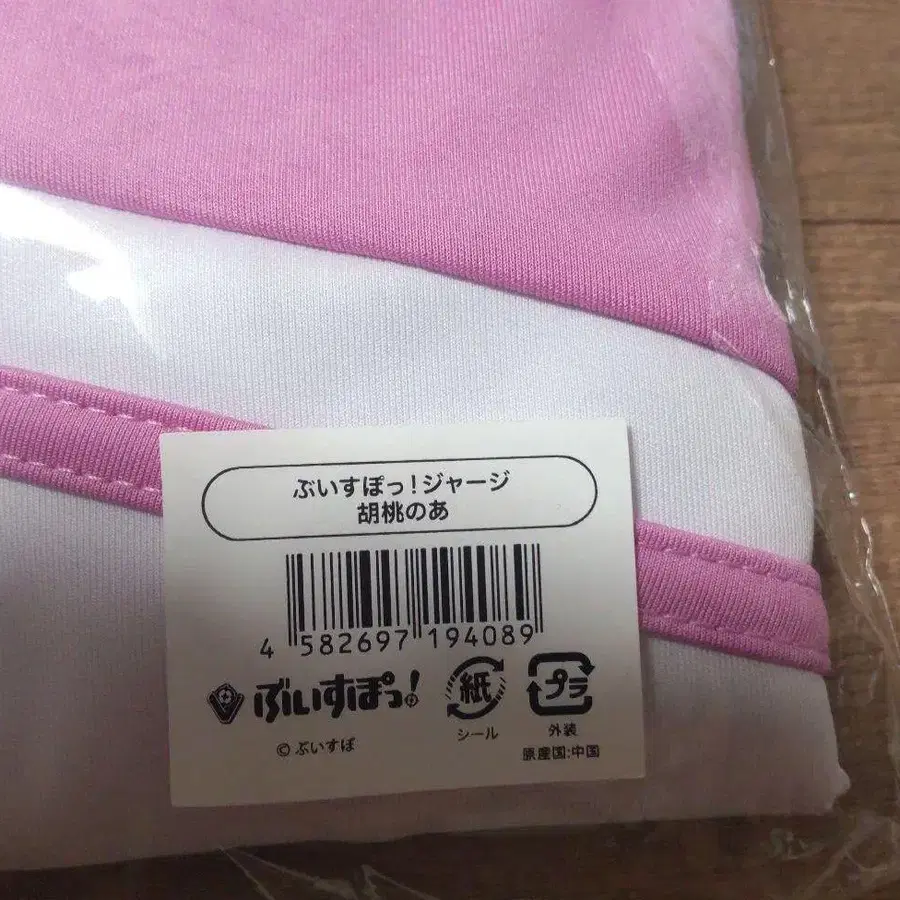 ぶいすぽっ!ジャージ
胡桃のあ
4 582697 194089
ぶいすぽっ!
紙
プラ
シール
外装
© ぶいすぽ
原産国:中国